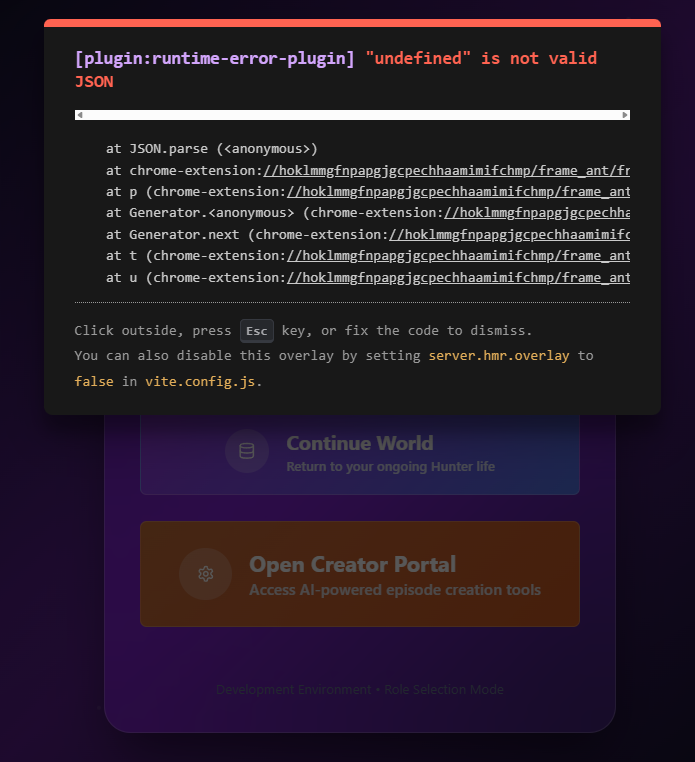 [plugin:runtime-error-plugin] "undefined" is not valid
JSON
at JSON.parse (<anonymous>)
at chrome-extension://hoklmmgfnpapgjgcpechhaamimifchmp/frame_ant/fr
at p (chrome-extension://hoklmmgfnpapgjgcpechhaamimifchmp/frame_ant
at Generator.<anonymous> (chrome-extension://hoklmmgfnpapgjgcpechha
at Generator.next (chrome-extension://hoklmmgfnpapgjgcpechhaamimifc
at t (chrome-extension://hoklmmgfnpapgjgcpechhaamimifchmp/frame_ant
at u (chrome-extension://hoklmmgfnpapgjgcpechhaamimifchmp/frame_ant
Click outside, press Esc key, or fix the code to dismiss.
You can also disable this overlay by setting server.hmr.overlay to
false in vite.config.js.
Continue World
Return to your ongoing Hunter life
Open Creator Portal
Access AI-powered episode creation tools
Development Environment • Role Selection Mode